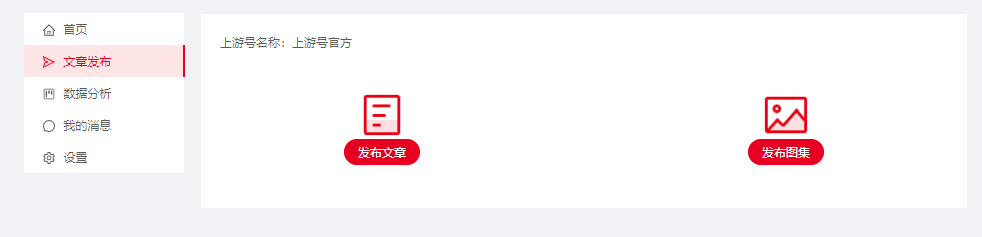 首页
文章发布
数据分析
我的消息
设置
上游号名称：上游号官方
发布文章
发布图集